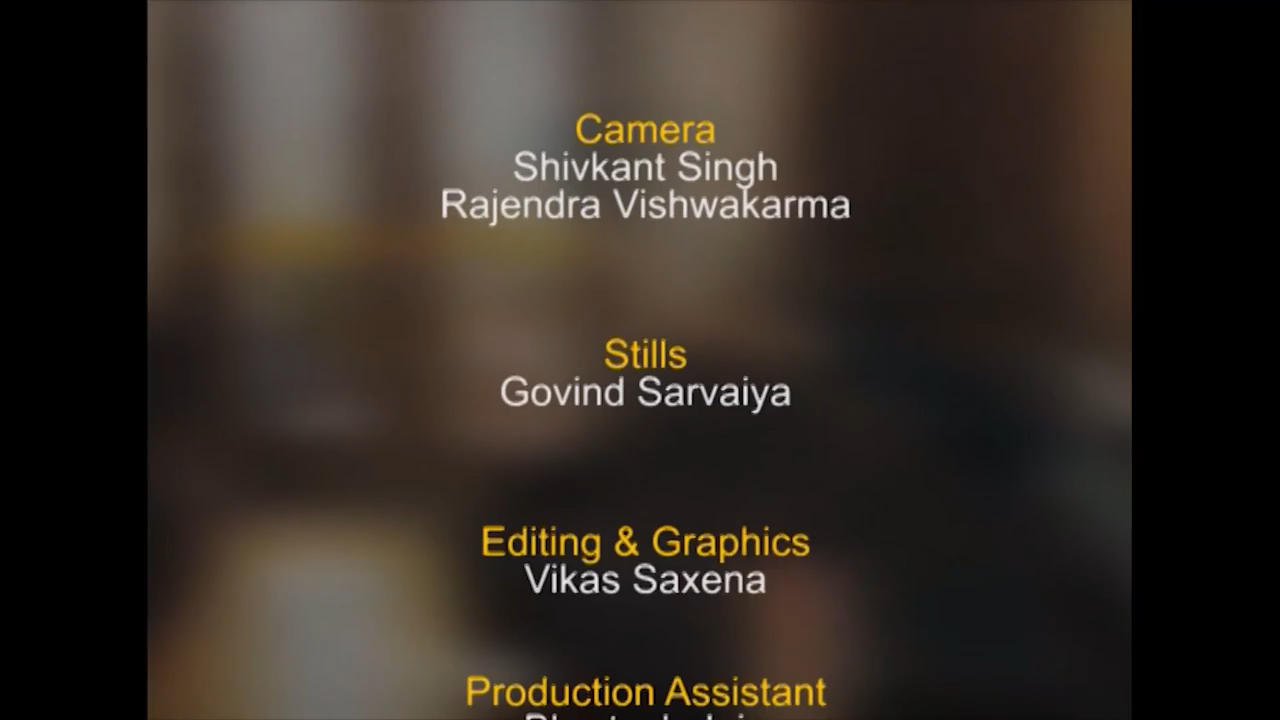 Camera
Shivkant Singh
Rajendra Vishwakarma
Stills
Govind Sarvaiya
Editing & Graphics
Vikas Saxena
Production Assistant